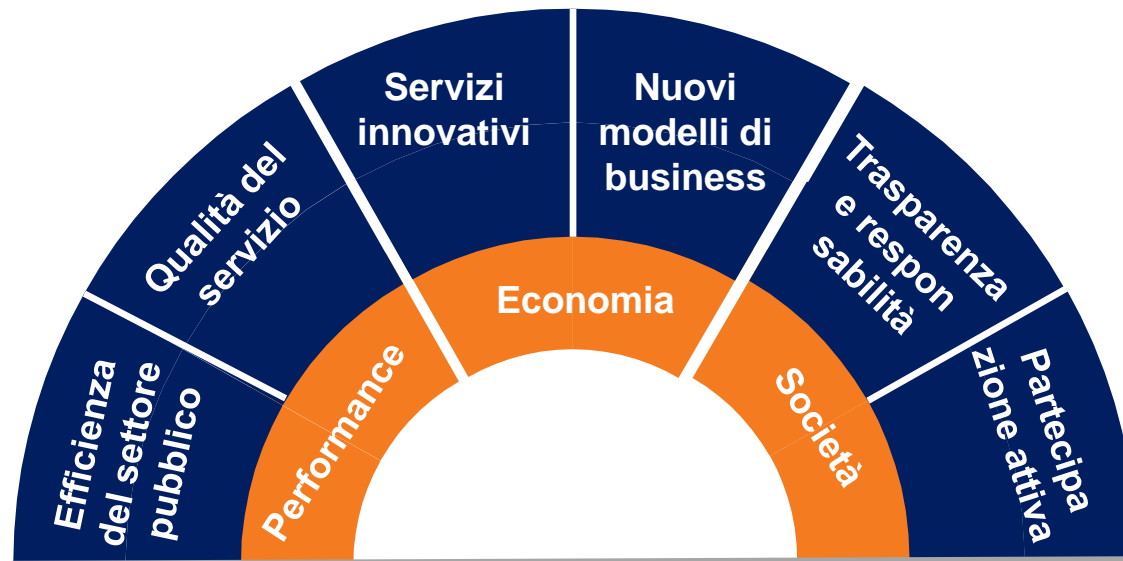 Efficienza
del settore
pubblico
Qualità del
servizio
Servizi
innovativi
Nuovi
modelli di
business
Trasparenza
e respon
sabilità
Partecipa
zione attiva
Performance
Economia
Società